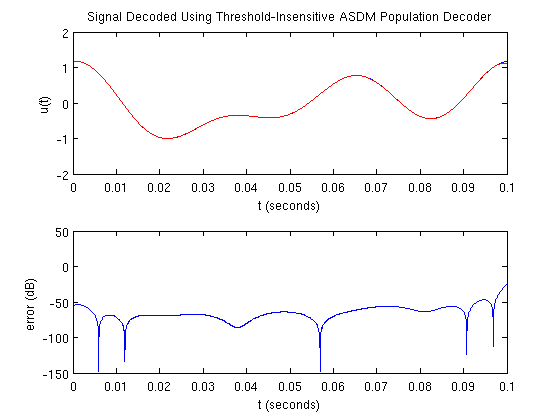 Signal Decoded Using Threshold-Insensitive ASDM Population Decoder
2
1
0
-1
-2
u(t)
0 0.01 0.02 0.03 0.04 0.05 0.06 0.07 0.08 0.09 0.1
t (seconds)
50
0
-50
-100
-150
error (dB)
0 0.01 0.02 0.03 0.04 0.05 0.06 0.07 0.08 0.09 0.1
t (seconds)